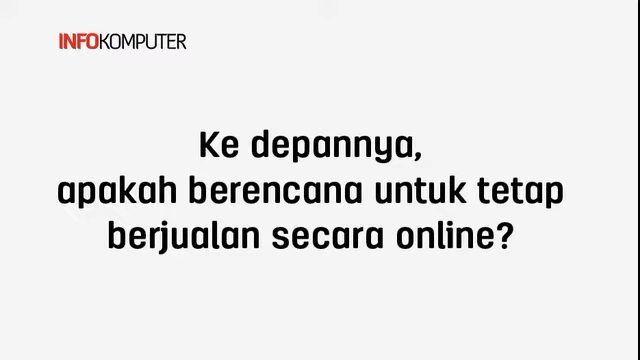 INFOKOMPUTER
Ke depannya,
apakah berencana untuk tetap
berjualan secara online?